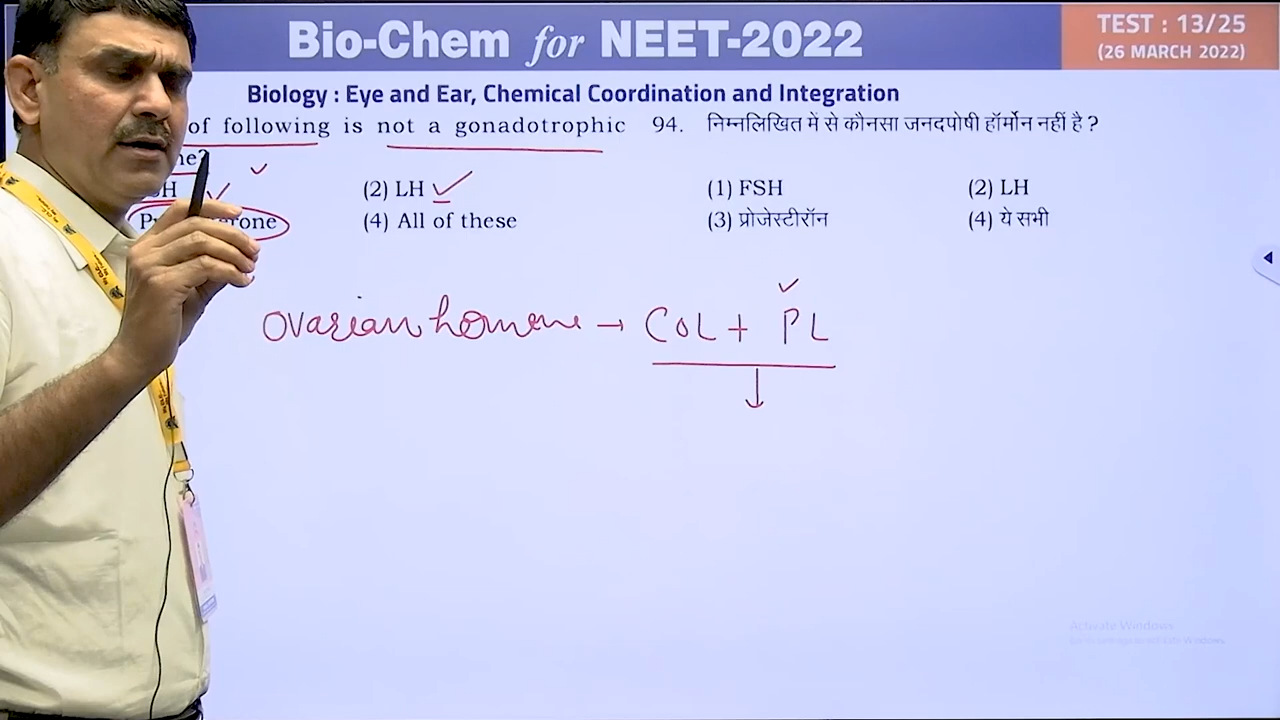 Bio-Chem for NEET-2022
TEST : 13/25
(26 MARCH 2022)
Biology : Eye and Ear, Chemical Coordination and Integration
of following is not a gonadotrophic
(2) LH
(4) All of these
94. निम्नलिखित में से कौनसा जनदपोषी हॉर्मोन नहीं है ?
(1) FSH (2) LH
(3) प्रोजेस्टीरॉन (4) ये सभी
Ovarian hormone → COL + PL
Activate Windows